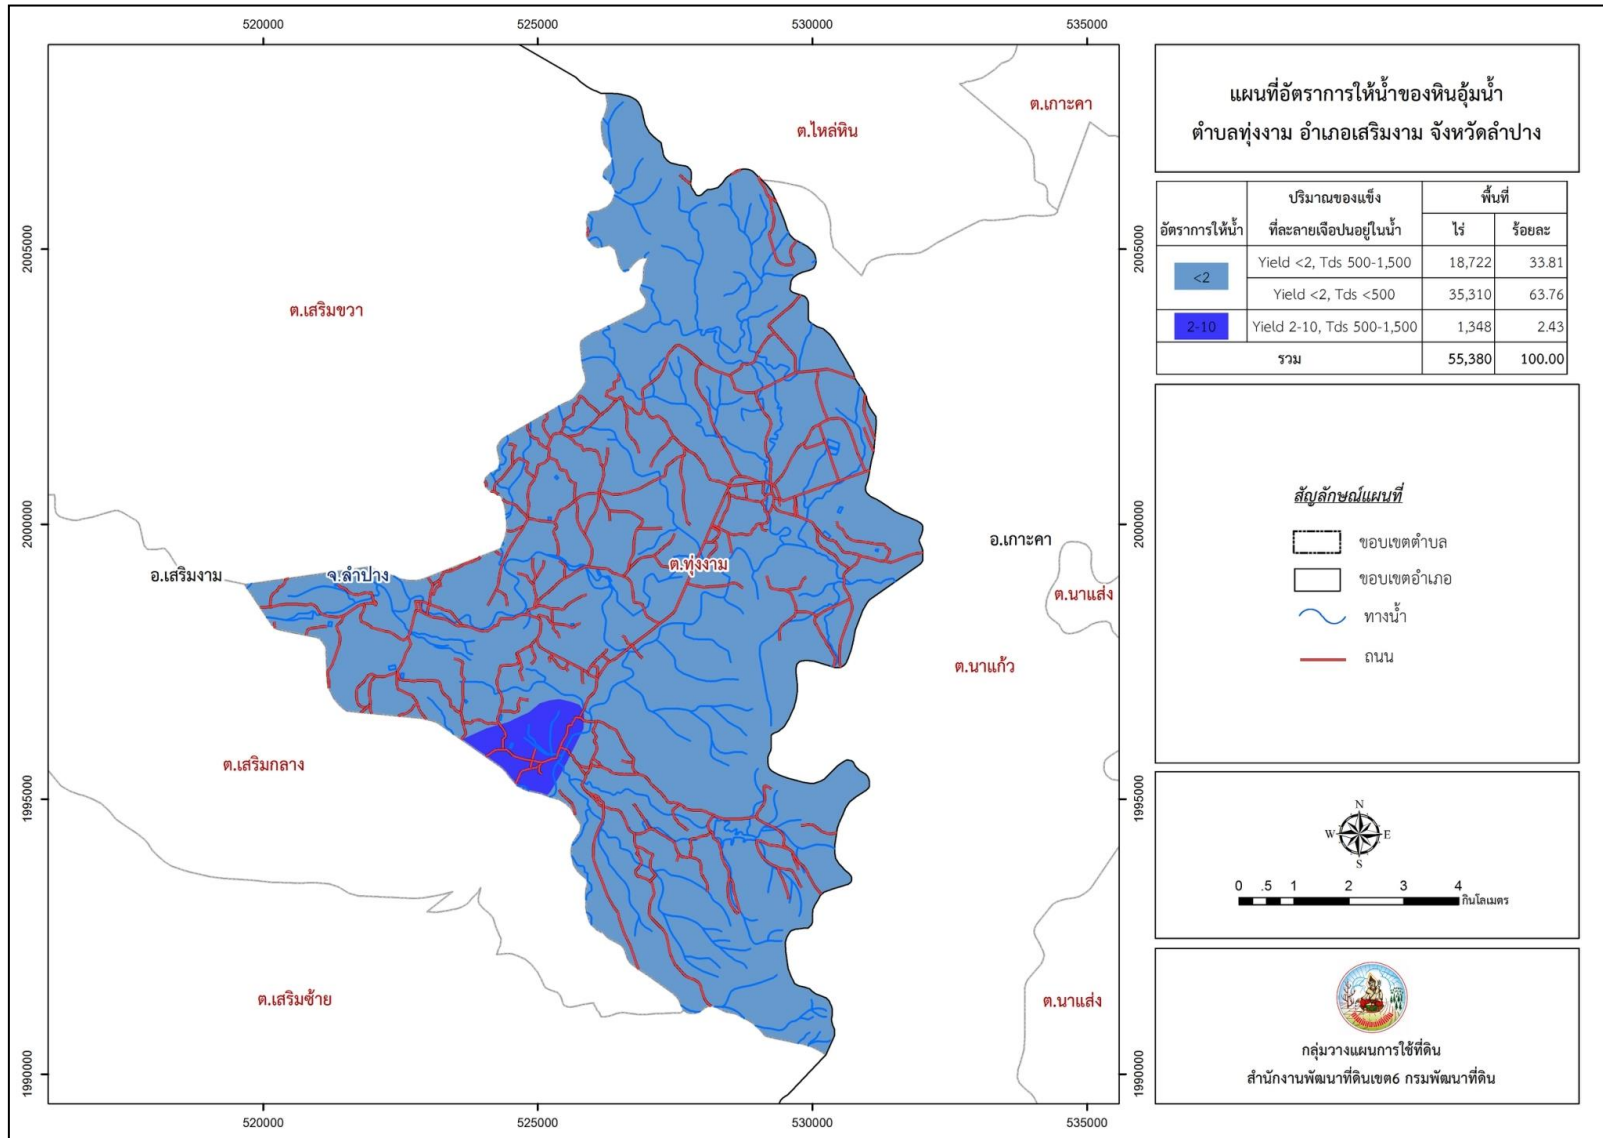 520000 525000 530000 535000
แผนที่อัตราการให้น้ำของหินอุ้มน้ำ
ตำบลทุ่งงาม อำเภอเสริมงาม จังหวัดลำปาง
อัตราการให้น้ำ ปริมาณของแข็ง ที่ละลายเจือปนอยู่ในน้ำ พื้นที่
ไร่ ร้อยละ
<2 Yield <2, Tds 500-1,500 18,722 33.81
Yield <2, Tds <500 35,310 63.76
2-10 Yield 2-10, Tds 500-1,500 1,348 2.43
รวม 55,380 100.00
ต.เกาะคา
ต.ไหล่หิน
2005000 2005000
ต.เสริมขวา
2000000 2000000
อ.เกาะคา
ต.ทุ่งงาม
อ.เสริมงาม
จ.ลำปาง
ต.นาแส่ง
ต.นาแก้ว
ต.เสริมกลาง
1995000 1995000
ต.เสริมซ้าย
ต.นาแส่ง
1990000 1990000
520000 525000 530000 535000
สัญลักษณ์แผนที่
ขอบเขตตำบล
ขอบเขตอำเภอ
ทางน้ำ
ถนน
N
W E
S
0 .5 1 2 3 4
กิโลเมตร
กลุ่มวางแผนการใช้ที่ดิน
สำนักงานพัฒนาที่ดินเขต6 กรมพัฒนาที่ดิน